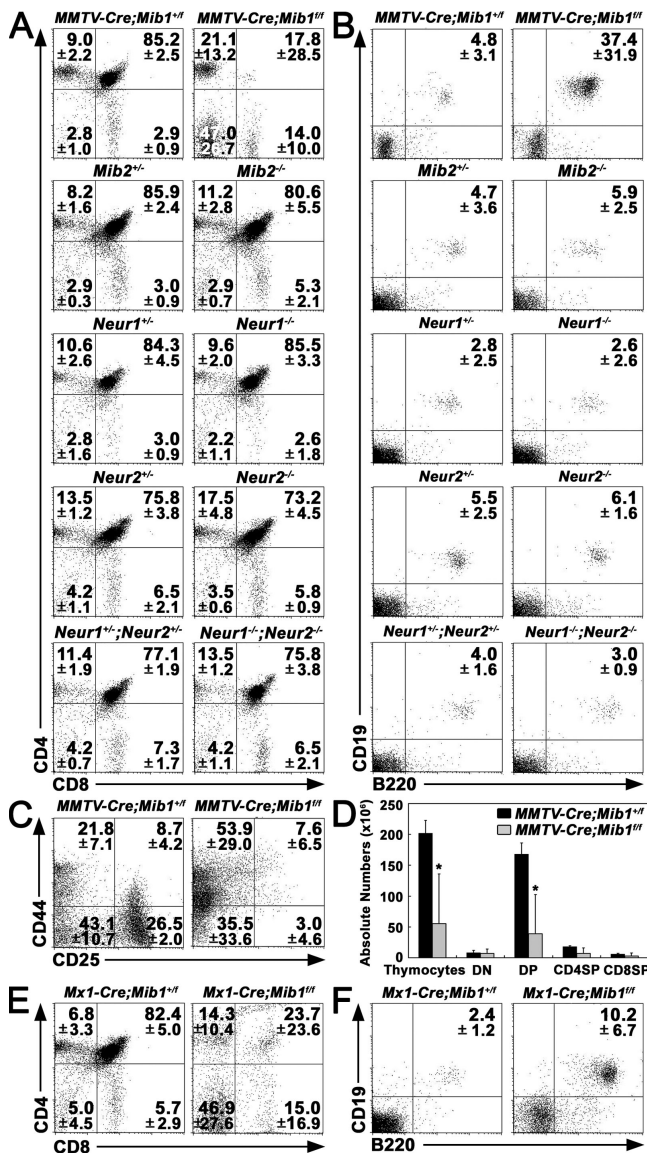 A
MMTV-Cre;Mib1+/f MMTV-Cre;Mib1f/f
9.0 85.2 21.1 17.8
±2.2 ±2.5 ±13.2 ±28.5
2.8 2.9 47.0 14.0
±1.0 ±0.9 26.7 ±10.0
Mib2+/- Mib2-/-
8.2 85.9 11.2 80.6
±1.6 ±2.4 ±2.8 ±5.5
2.9 3.0 2.9 5.3
±0.3 ±0.9 ±0.7 ±2.1
Neur1+/- Neur1-/-
10.6 84.3 9.6 85.5
±2.6 ±4.5 ±2.0 ±3.3
2.8 3.0 2.2 2.6
±1.6 ±0.9 ±1.1 ±1.8
Neur2+/- Neur2-/-
13.5 75.8 17.5 73.2
±1.2 ±3.8 ±4.8 ±4.5
4.2 6.5 3.5 5.8
±1.1 ±2.1 ±0.6 ±0.9
Neur1+/-;Neur2+/- Neur1-/-;Neur2-/-
11.4 77.1 13.5 75.8
±1.9 ±1.9 ±1.2 ±3.8
4.2 7.3 4.2 6.5
±0.7 ±1.7 ±1.1 ±2.1
CD4
CD8
B
MMTV-Cre;Mib1+/f MMTV-Cre;Mib1f/f
4.8 37.4
±3.1 ±31.9
Mib2+/- Mib2-/-
4.7 5.9
±3.6 ±2.5
Neur1+/- Neur1-/-
2.8 2.6
±2.5 ±2.6
Neur2+/- Neur2-/-
5.5 6.1
±2.5 ±1.6
Neur1+/-;Neur2+/- Neur1-/-;Neur2-/-
4.0 3.0
±1.6 ±0.9
CD19
B220
C
MMTV-Cre;Mib1+/f MMTV-Cre;Mib1f/f
21.8 8.7 53.9 7.6
±7.1 ±4.2 ±29.0 ±6.5
43.1 26.5 35.5 3.0
±10.7 ±2.0 ±33.6 ±4.6
CD44
CD25
D
MMTV-Cre;Mib1+/f
MMTV-Cre;Mib1f/f
Absolute Numbers (x10⁶)
250
200
150
100
50
0
* *
Thymocytes DN DP CD4SP CD8SP
E
Mx1-Cre;Mib1+/f Mx1-Cre;Mib1f/f
6.8 82.4 14.3 23.7
±3.3 ±5.0 ±10.4 ±23.6
5.0 5.7 46.9 15.0
±4.5 ±2.9 ±27.6 ±16.9
CD4
CD8
F
Mx1-Cre;Mib1+/f Mx1-Cre;Mib1f/f
2.4 10.2
±1.2 ±6.7
CD19
B220